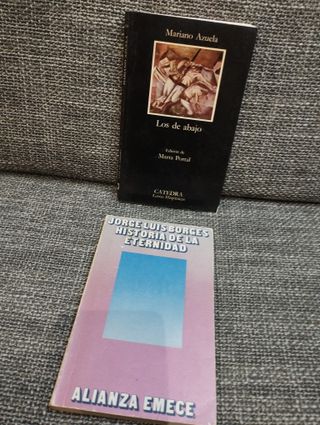 Mariano Azuela
Los de abajo
Edición de
Marta Portal
CATEDRA
Letras Hispánicas
JORGE LUIS BORGES
HISTORIA DE LA
ETERNIDAD
ALIANZA EMECE